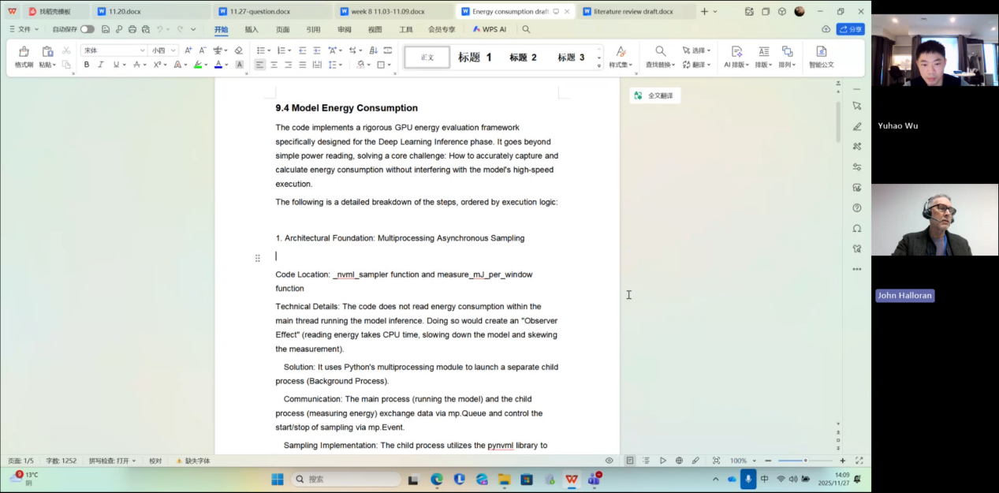 找稻壳模板
11.20.docx
11.27-question.docx
week 8 11.03-11.09.docx
Energy consumption draft
literature review draft.docx
文件
自动保存
开始
插入
页面
引用
审阅
视图
工具
会员专享
WPS AI
分享
格式刷
粘贴
宋体
小四
正文
标题 1
标题 2
标题 3
样式集
查找替换
选择
翻译
AI 排版
排版
排列
智能公文
全文翻译
9.4 Model Energy Consumption
The code implements a rigorous GPU energy evaluation framework
specifically designed for the Deep Learning Inference phase. It goes beyond
simple power reading, solving a core challenge: How to accurately capture and
calculate energy consumption without interfering with the model's high-speed
execution.
The following is a detailed breakdown of the steps, ordered by execution logic:
1. Architectural Foundation: Multiprocessing Asynchronous Sampling
Code Location: _nvml_sampler function and measure_mJ_per_window
function
Technical Details: The code does not read energy consumption within the
main thread running the model inference. Doing so would create an "Observer
Effect" (reading energy takes CPU time, slowing down the model and skewing
the measurement).
Solution: It uses Python's multiprocessing module to launch a separate child
process (Background Process).
Communication: The main process (running the model) and the child
process (measuring energy) exchange data via mp.Queue and control the
start/stop of sampling via mp.Event.
Sampling Implementation: The child process utilizes the pynvml library to
页面: 1/5
字数: 1252
拼写检查: 打开
校对
缺失字体
100%
13°C
阴
搜索
中
14:09
2025/11/27
Yuhao Wu
John Halloran